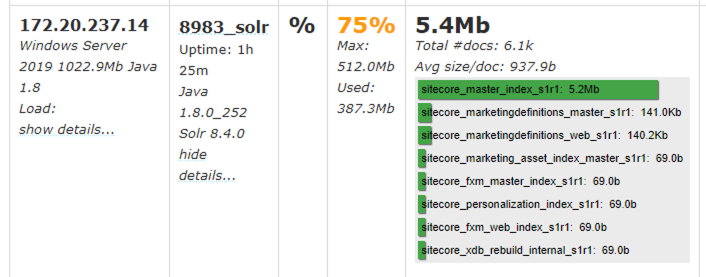 172.20.237.14
Windows Server
2019 1022.9Mb Java
1.8
Load:
show details...
8983_solr
Uptime: 1h
25m
Java
1.8.0_252
Solr 8.4.0
hide
details...
%
75%
Max:
512.0Mb
Used:
387.3Mb
5.4Mb
Total #docs: 6.1k
Avg size/doc: 937.9b
sitecore_master_index_s1r1: 5.2Mb
sitecore_marketingdefinitions_master_s1r1: 141.0Kb
sitecore_marketingdefinitions_web_s1r1: 140.2Kb
sitecore_marketing_asset_index_master_s1r1: 69.0b
sitecore_fxm_master_index_s1r1: 69.0b
sitecore_personalization_index_s1r1: 69.0b
sitecore_fxm_web_index_s1r1: 69.0b
sitecore_xdb_rebuild_internal_s1r1: 69.0b